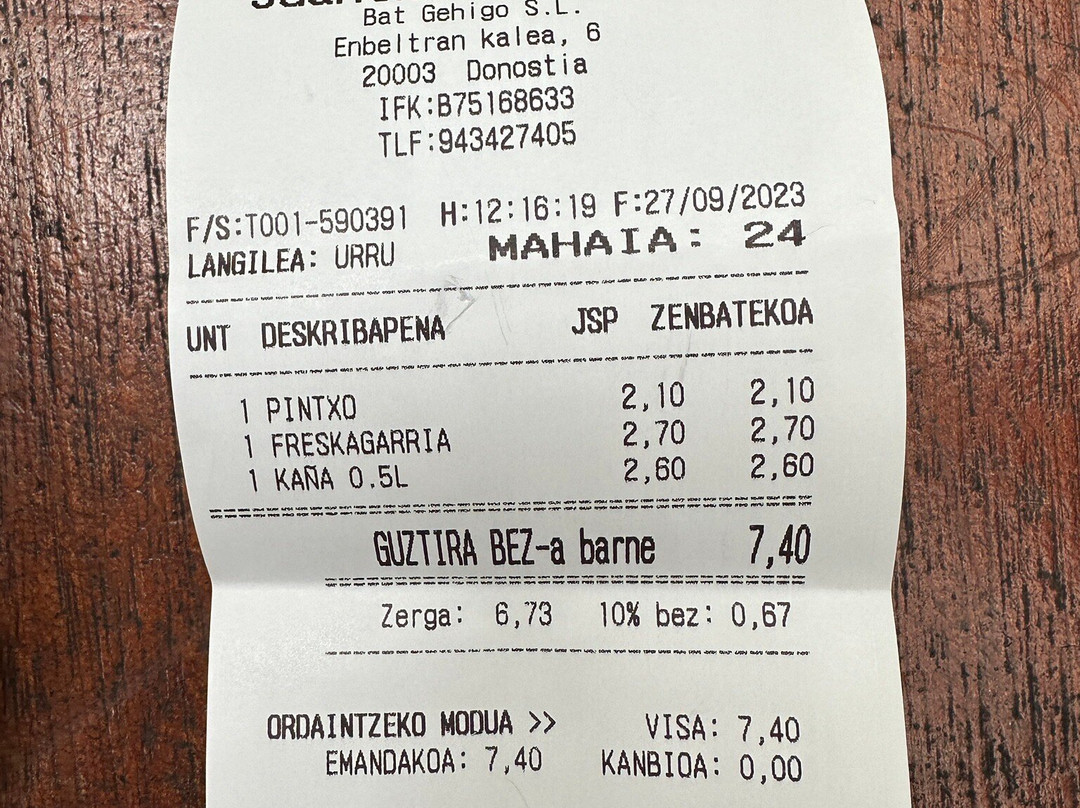 Bat Gehigo S.L.
Enbeltran kalea, 6
20003 Donostia
IFK:B75168633
TLF:943427405
F/S:T001-590391 H:12:16:19 F:27/09/2023
LANGILEA: URRU MAHAIA: 24
UNT DESKRIBAPENA JSP ZENBATEKOA
1 PINTXO 2,10 2,10
1 FRESKAGARRIA 2,70 2,70
1 KAÑA 0.5L 2,60 2,60
GUZTIRA BEZ-a barne 7,40
Zerga: 6,73 10% bez: 0,67
ORDAINTZEKO MODUA >> VISA: 7,40
EMANDAKOA: 7,40 KANBIOA: 0,00